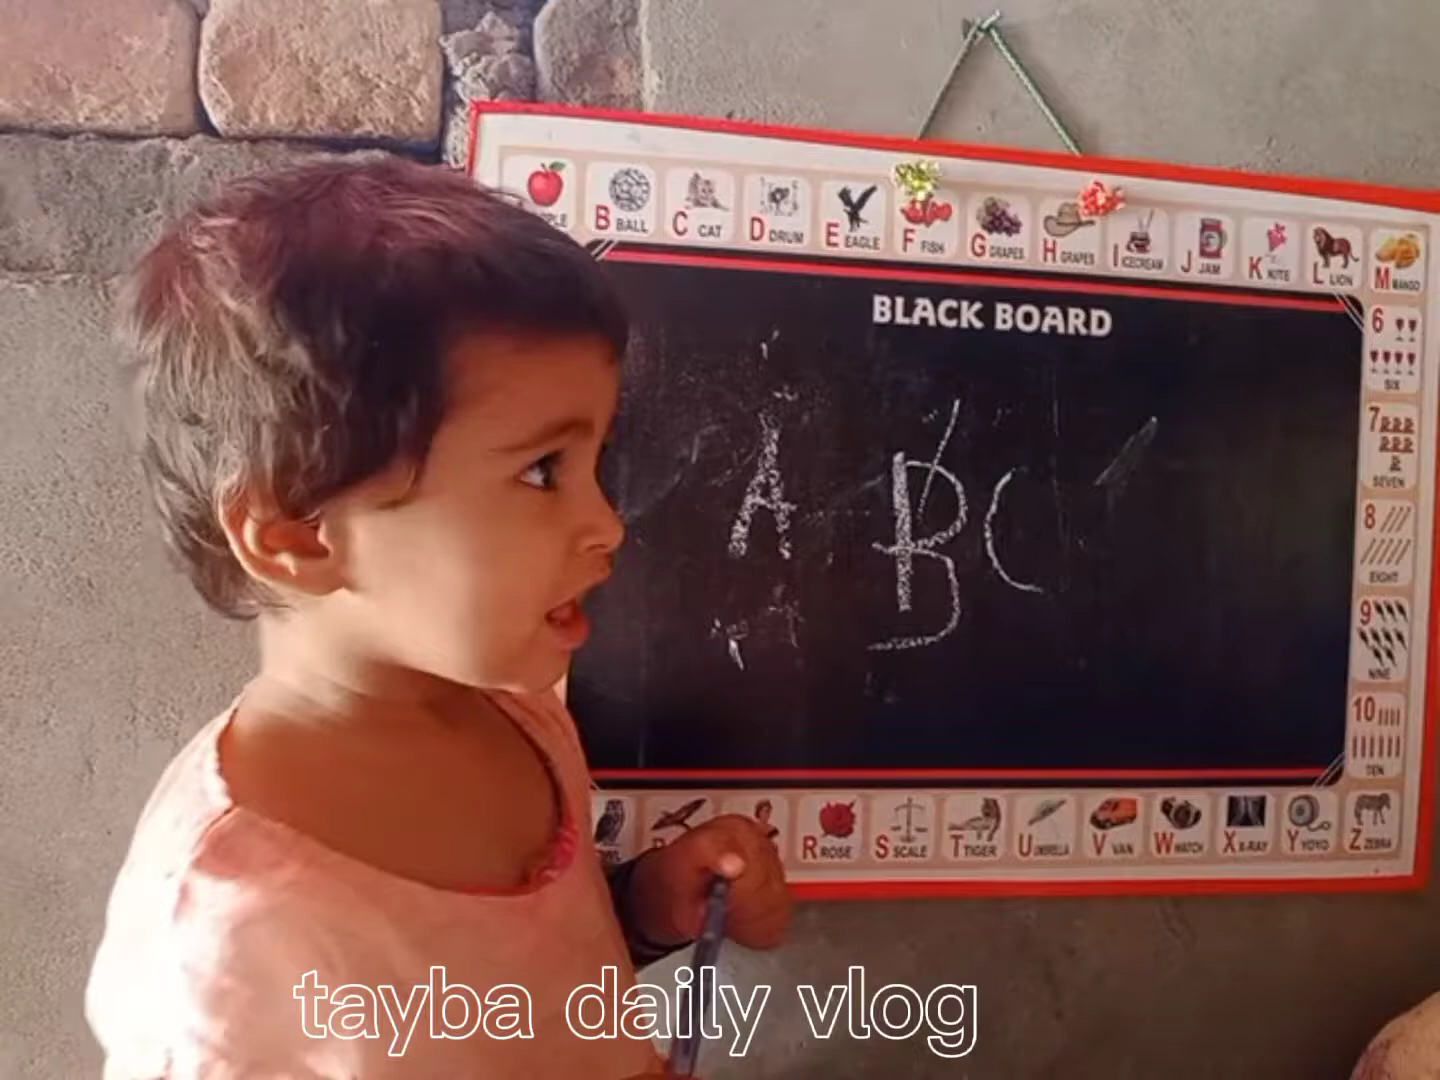 B BALL C CAT D DRUM E EAGLE F FISH G GRAPES H GRAPES I ICECREAM J JAM K KITE L LION M MANGO
BLACK BOARD
6
SIX
7
SEVEN
A B C
8
EIGHT
9
NINE
10
TEN
R ROSE S SCALE T TIGER U UMBRELLA V VAN W WATCH X X-RAY Y YOYO Z ZEBRA
tayba daily vlog